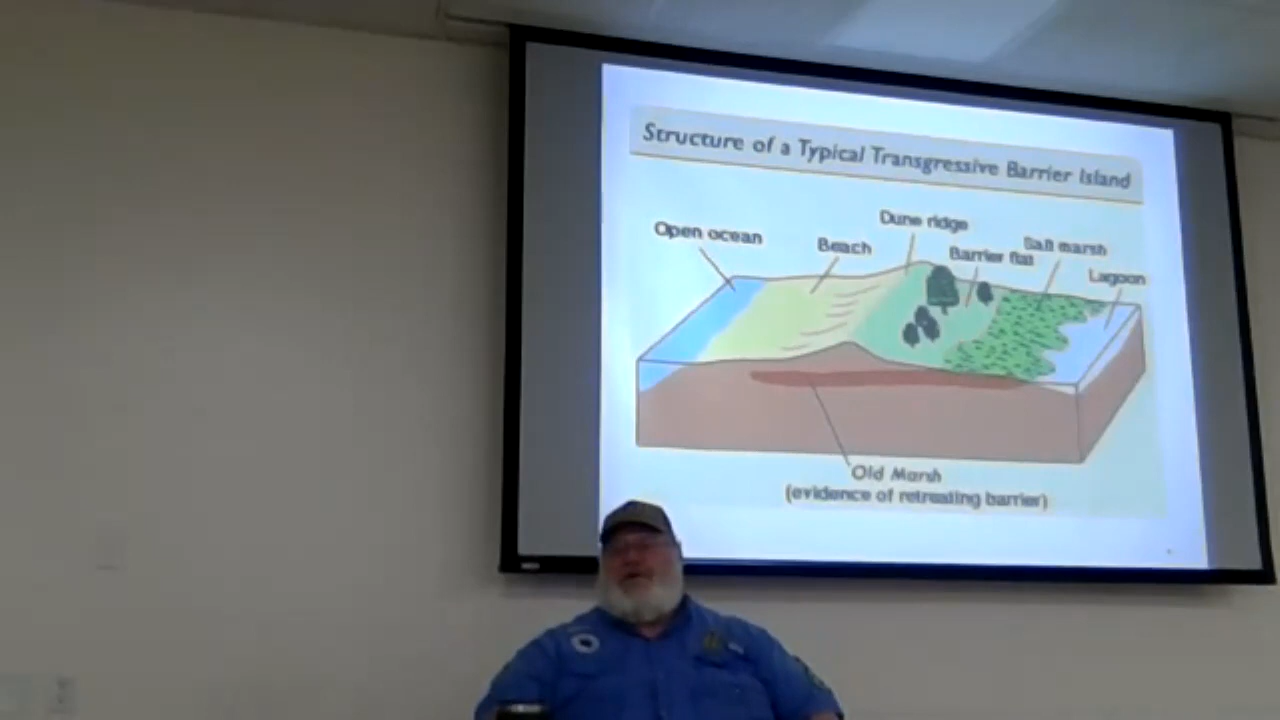 Structure of a Typical Transgressive Barrier Island
Dune ridge
Open ocean
Beach
Barrier flat
Salt marsh
Lagoon
Old Marsh
(evidence of retreating barrier)